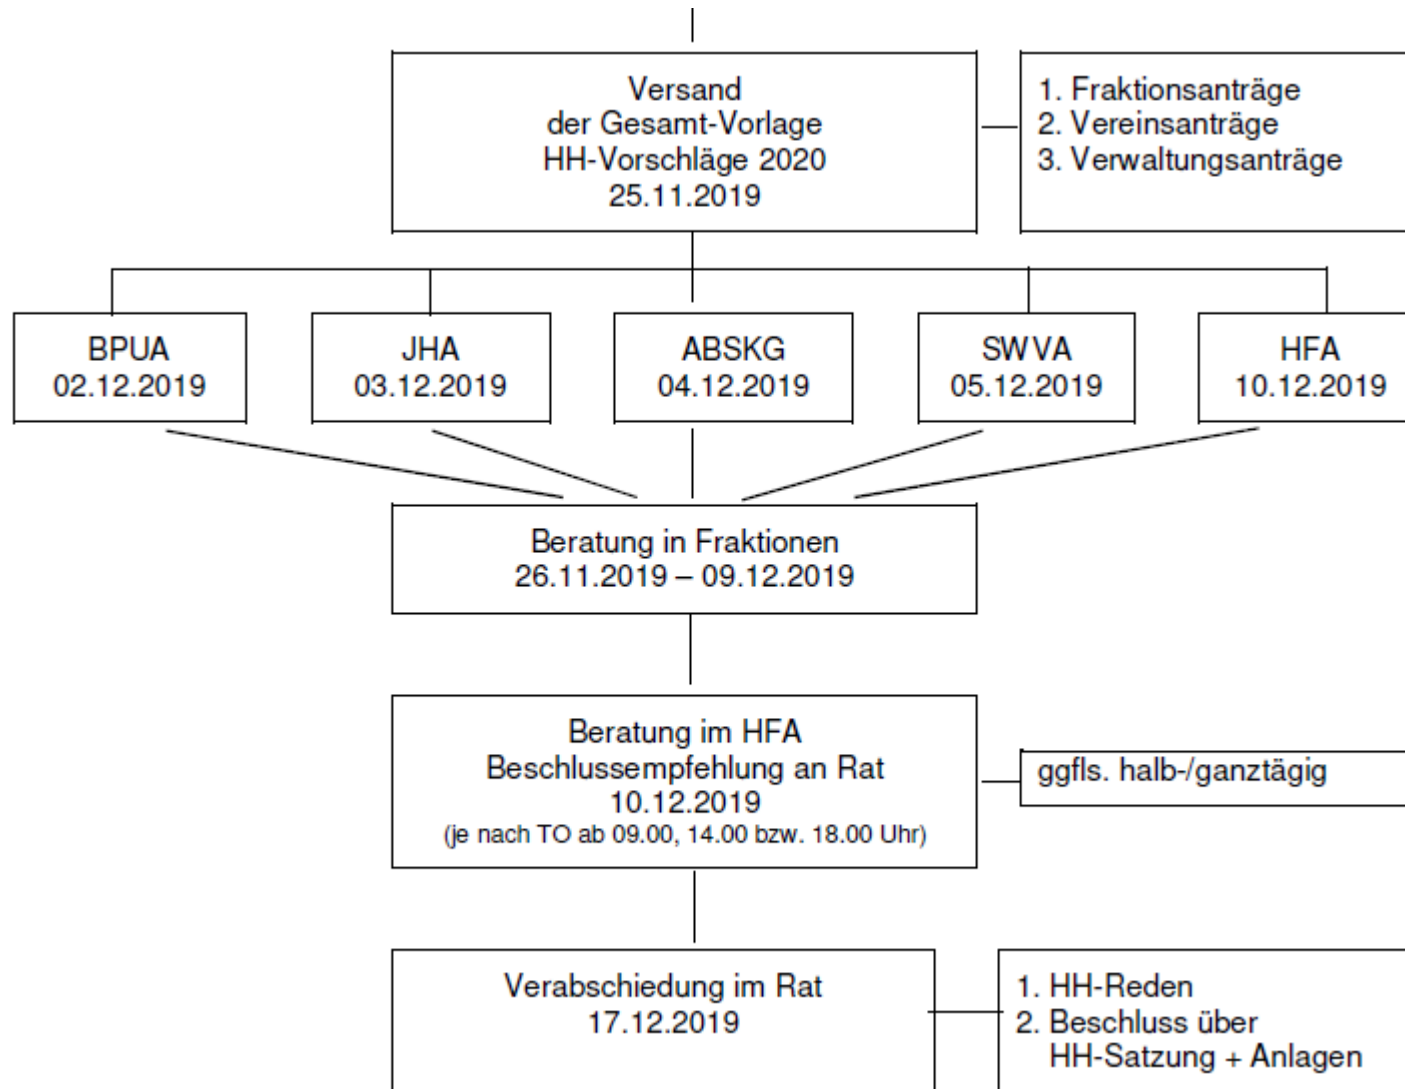 Versand
der Gesamt-Vorlage
HH-Vorschläge 2020
25.11.2019
1. Fraktionsanträge
2. Vereinsanträge
3. Verwaltungsanträge
BPUA
02.12.2019
JHA
03.12.2019
ABSKG
04.12.2019
SWVA
05.12.2019
HFA
10.12.2019
Beratung in Fraktionen
26.11.2019 – 09.12.2019
Beratung im HFA
Beschlussempfehlung an Rat
10.12.2019
(je nach TO ab 09.00, 14.00 bzw. 18.00 Uhr)
ggfls. halb-/ganztägig
Verabschiedung im Rat
17.12.2019
1. HH-Reden
2. Beschluss über
HH-Satzung + Anlagen